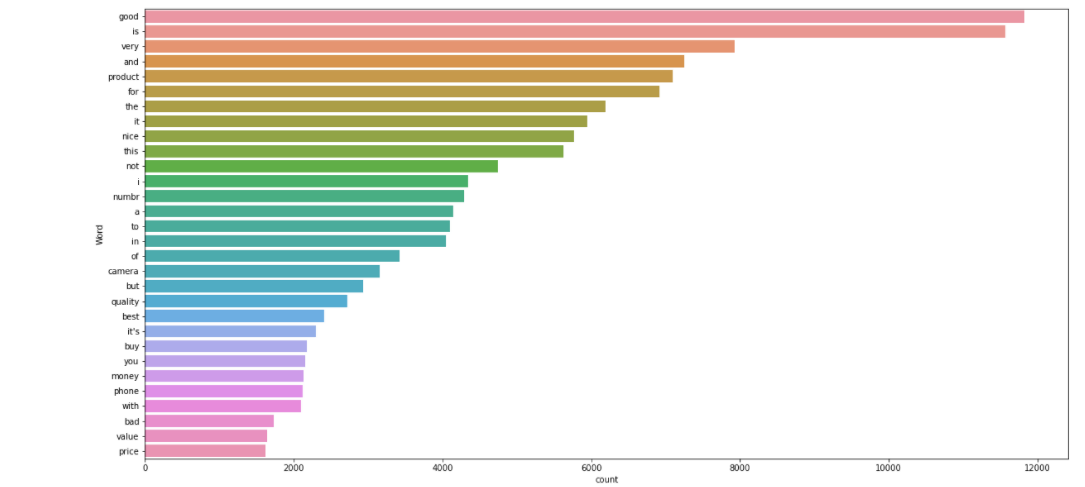 good
is
very
and
product
for
the
it
nice
this
not
i
numbr
a
to
in
of
camera
but
quality
best
it's
buy
you
money
phone
with
bad
value
price
Word
0 2000 4000 6000 8000 10000 12000
count